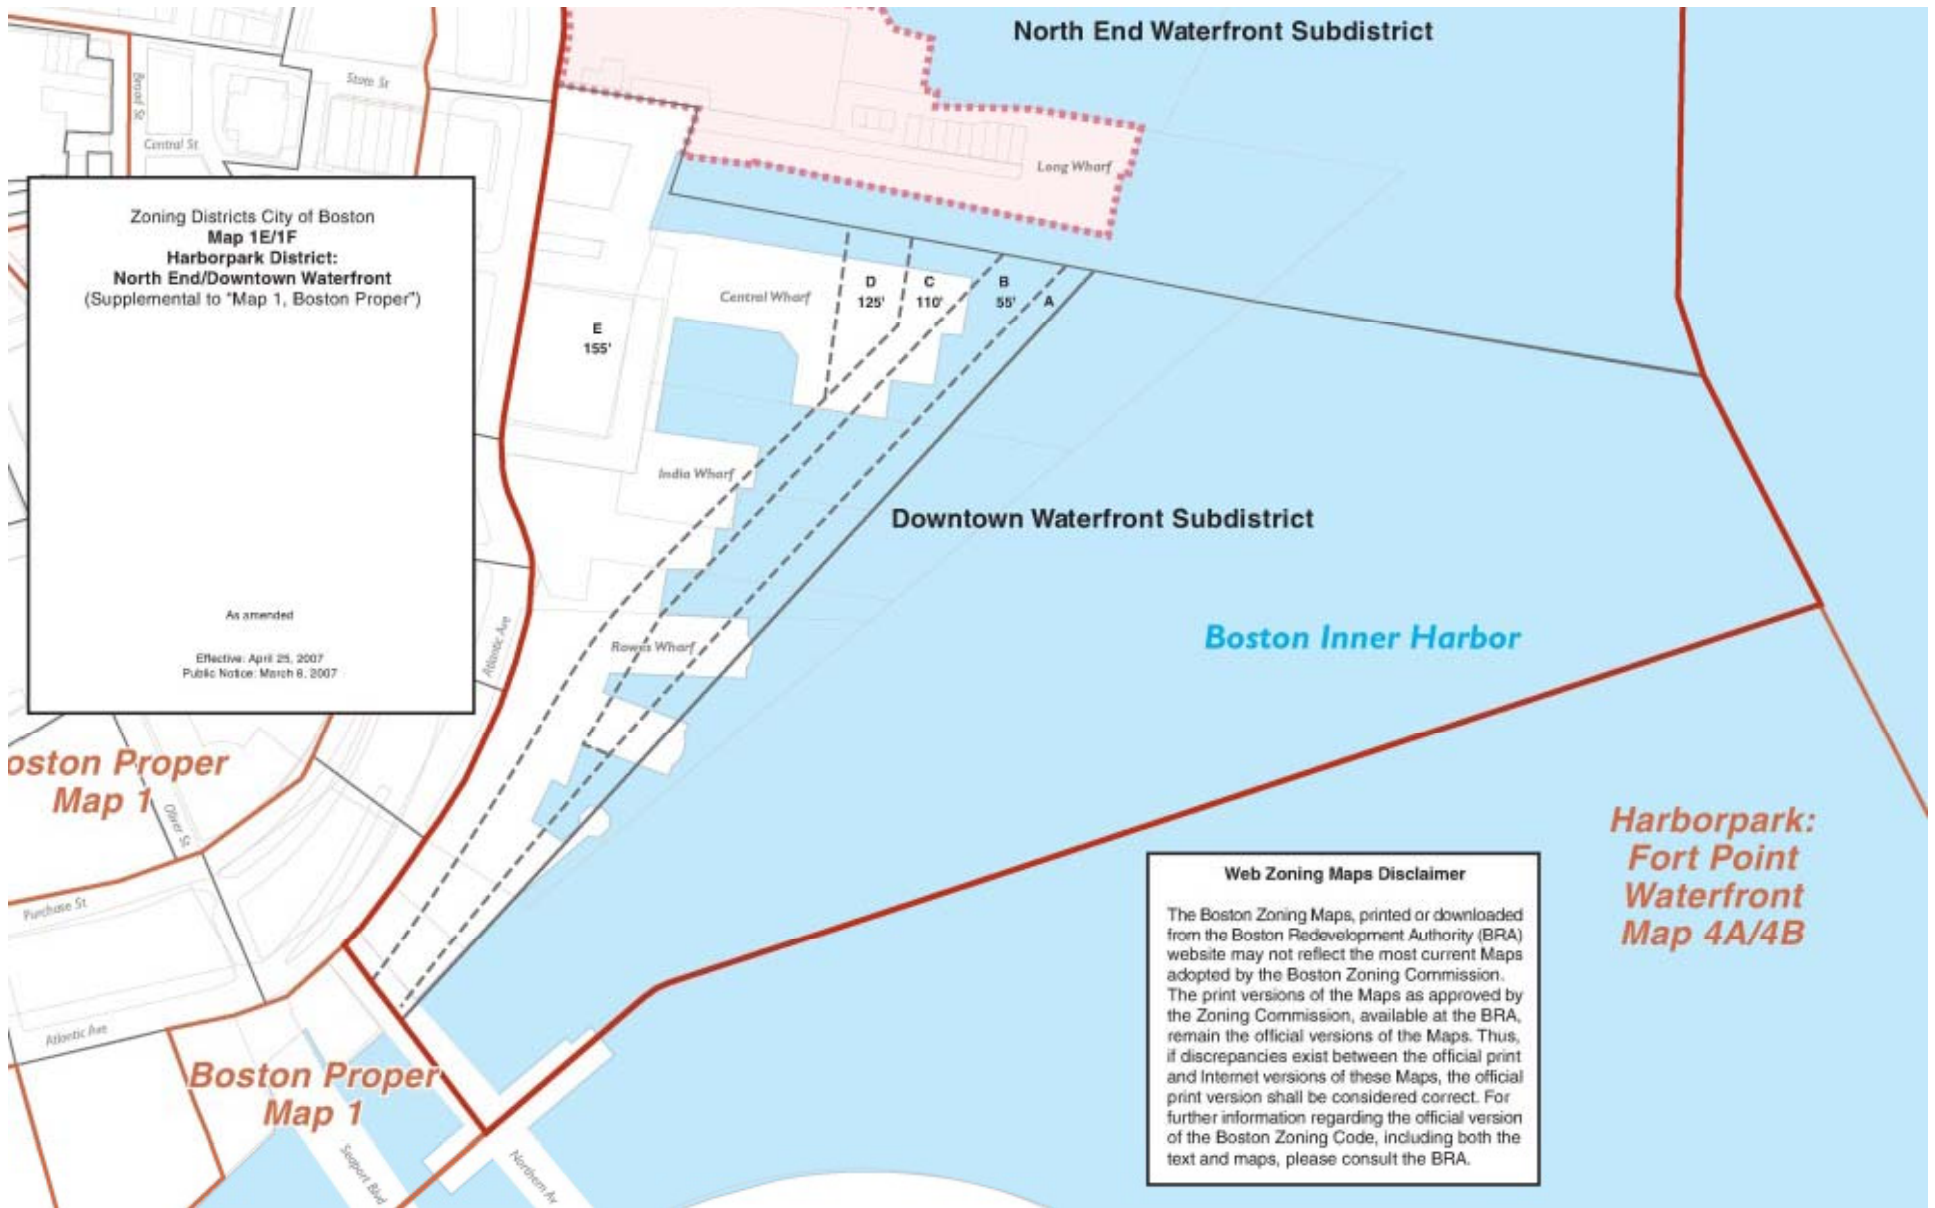 North End Waterfront Subdistrict
State St
Broad St
Central St
Long Wharf
Zoning Districts City of Boston
Map 1E/1F
Harborpark District:
North End/Downtown Waterfront
(Supplemental to "Map 1, Boston Proper")
As amended
Effective: April 25, 2007
Public Notice: March 6, 2007
Central Wharf
D
125'
C
110'
B
55'
A
E
155'
India Wharf
Downtown Waterfront Subdistrict
Atlantic Ave
Rowes Wharf
Boston Inner Harbor
oston Proper
Map 1
Oliver St
Purchase St
Atlantic Ave
Boston Proper
Map 1
Seaport Blvd
Northern Av
Harborpark:
Fort Point
Waterfront
Map 4A/4B
Web Zoning Maps Disclaimer
The Boston Zoning Maps, printed or downloaded
from the Boston Redevelopment Authority (BRA)
website may not reflect the most current Maps
adopted by the Boston Zoning Commission.
The print versions of the Maps as approved by
the Zoning Commission, available at the BRA,
remain the official versions of the Maps. Thus,
if discrepancies exist between the official print
and Internet versions of these Maps, the official
print version shall be considered correct. For
further information regarding the official version
of the Boston Zoning Code, including both the
text and maps, please consult the BRA.